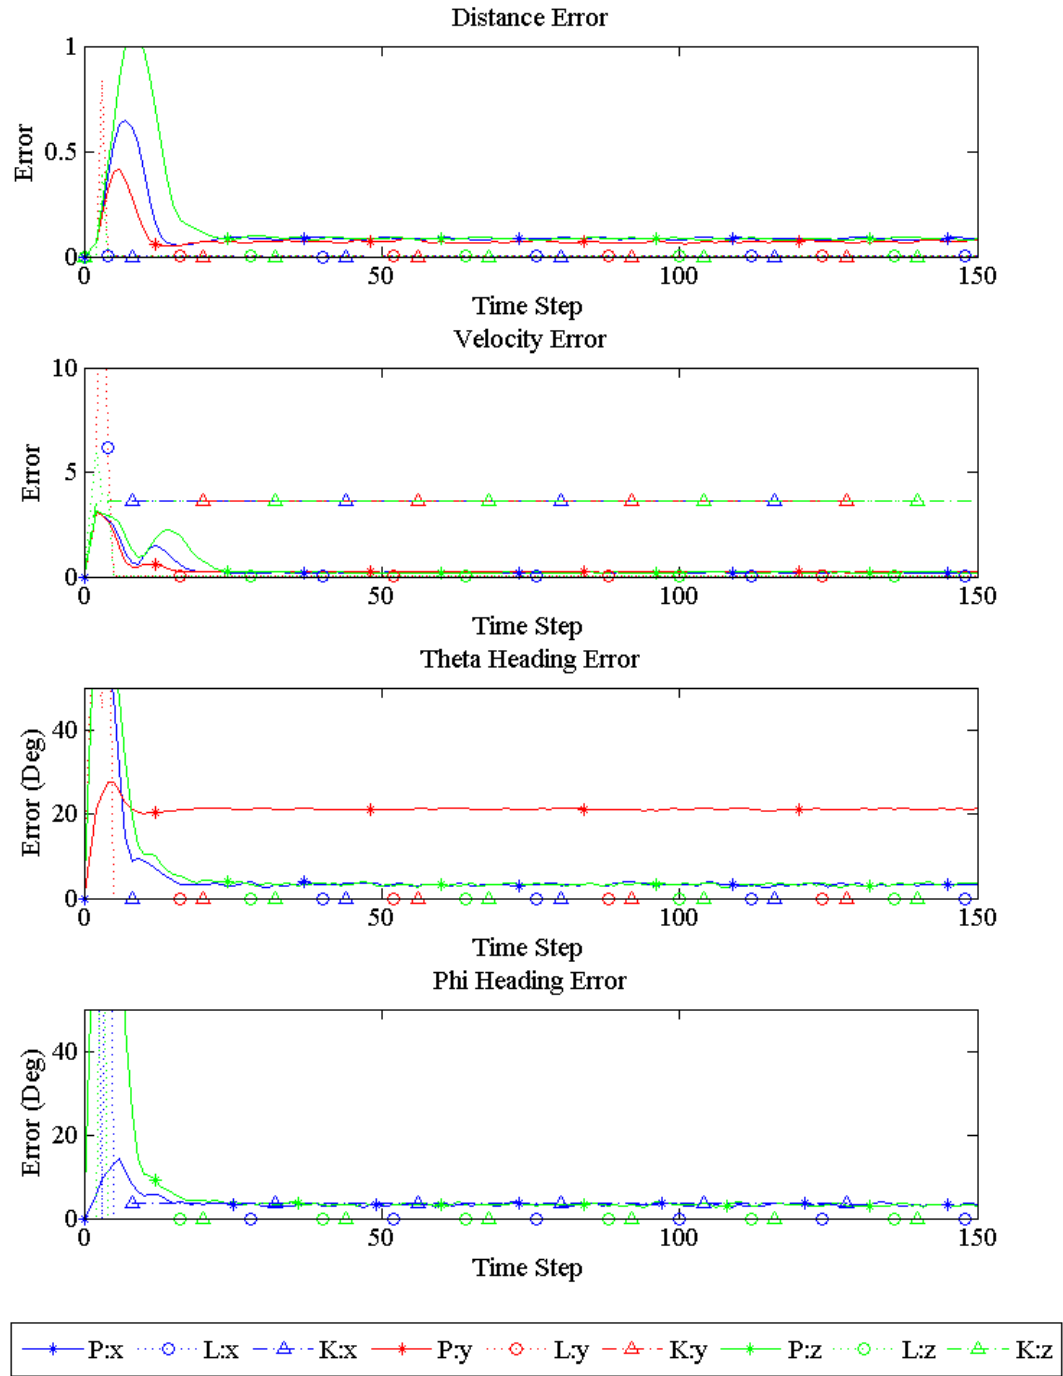 Distance Error
1
0.5
0
Error
0
50
100
150
Time Step
Velocity Error
10
5
0
Error
0
50
100
150
Time Step
Theta Heading Error
40
20
0
Error (Deg)
0
50
100
150
Time Step
Phi Heading Error
40
20
0
Error (Deg)
0
50
100
150
Time Step
P:x L:x K:x P:y L:y K:y P:z L:z K:z